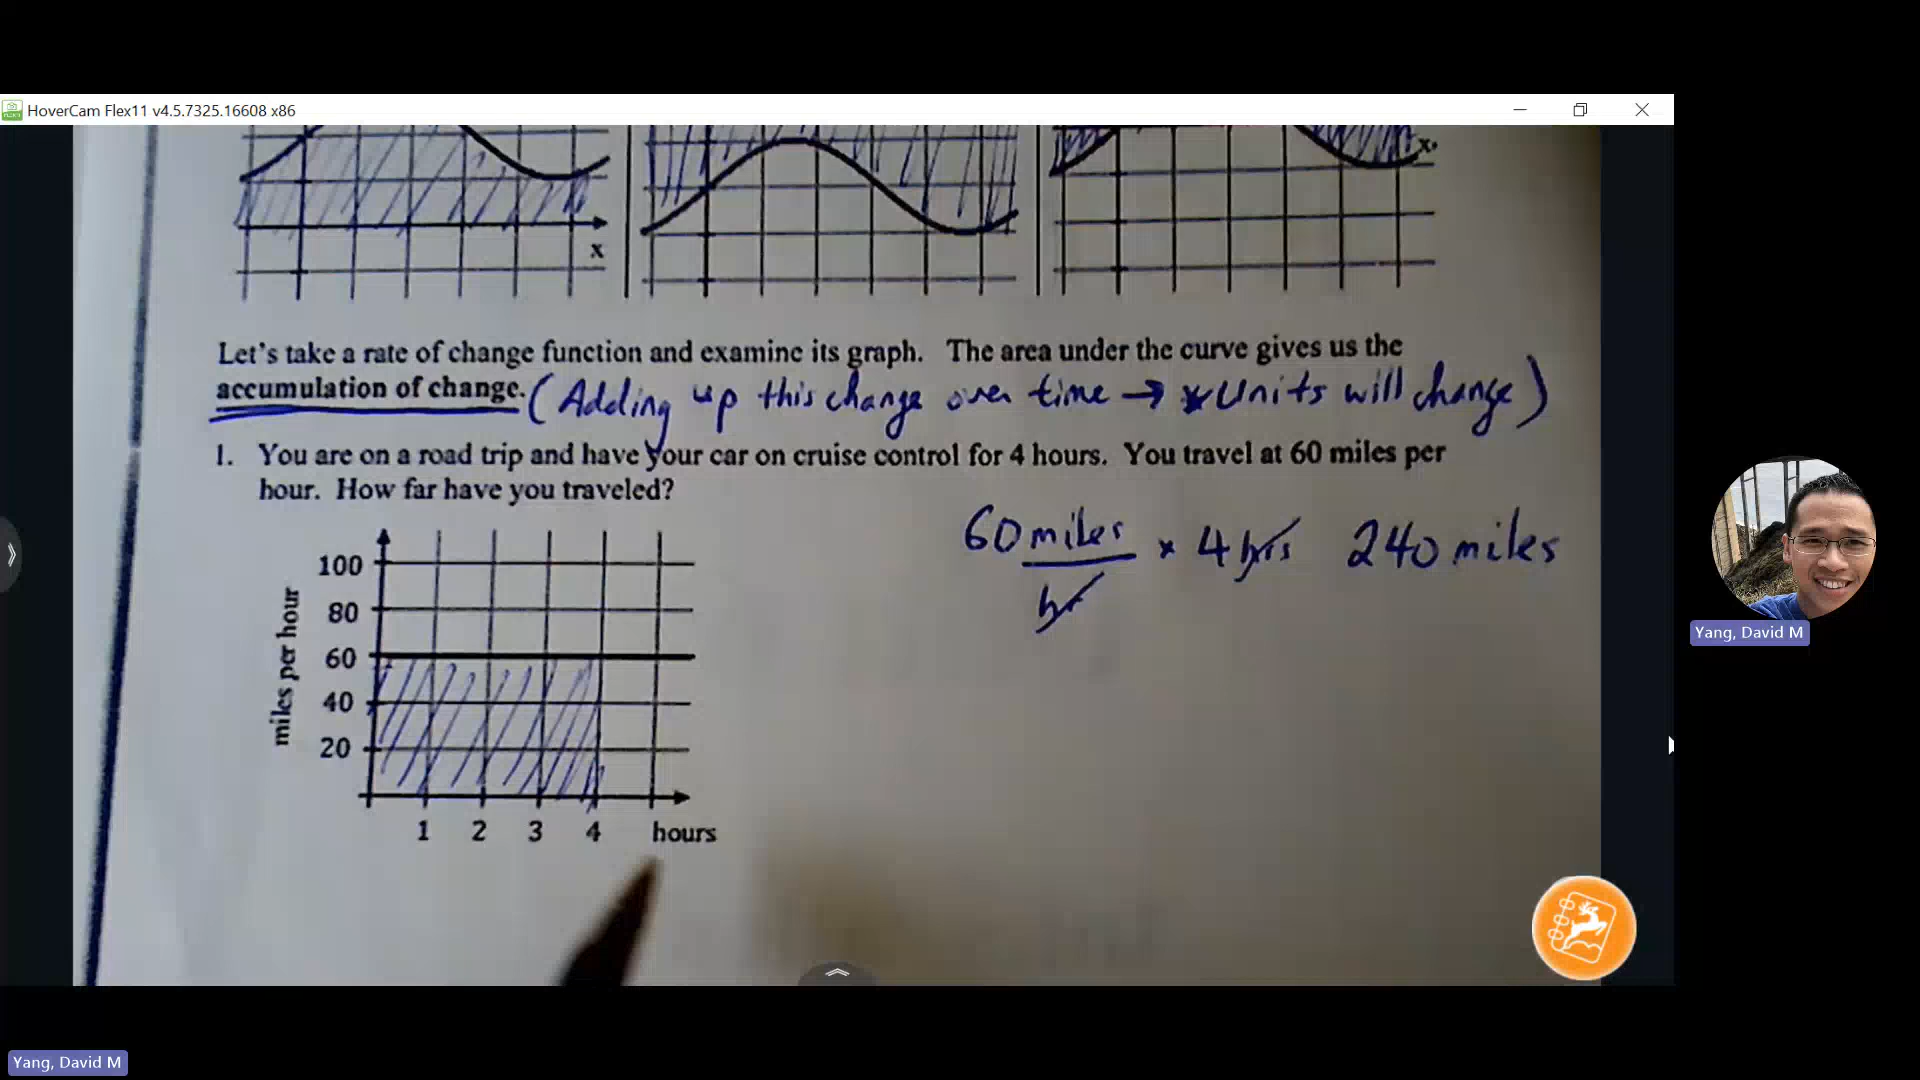 HoverCam Flex11 v4.5.7325.16608 x86
x
x
Let's take a rate of change function and examine its graph. The area under the curve gives us the
accumulation of change. (Adding up this change over time → * Units will change)
1. You are on a road trip and have your car on cruise control for 4 hours. You travel at 60 miles per
hour. How far have you traveled?
60 miles × 4 hrs 240 miles
hr
100
80
60
40
20
miles per hour
1 2 3 4 hours
Yang, David M
Yang, David M